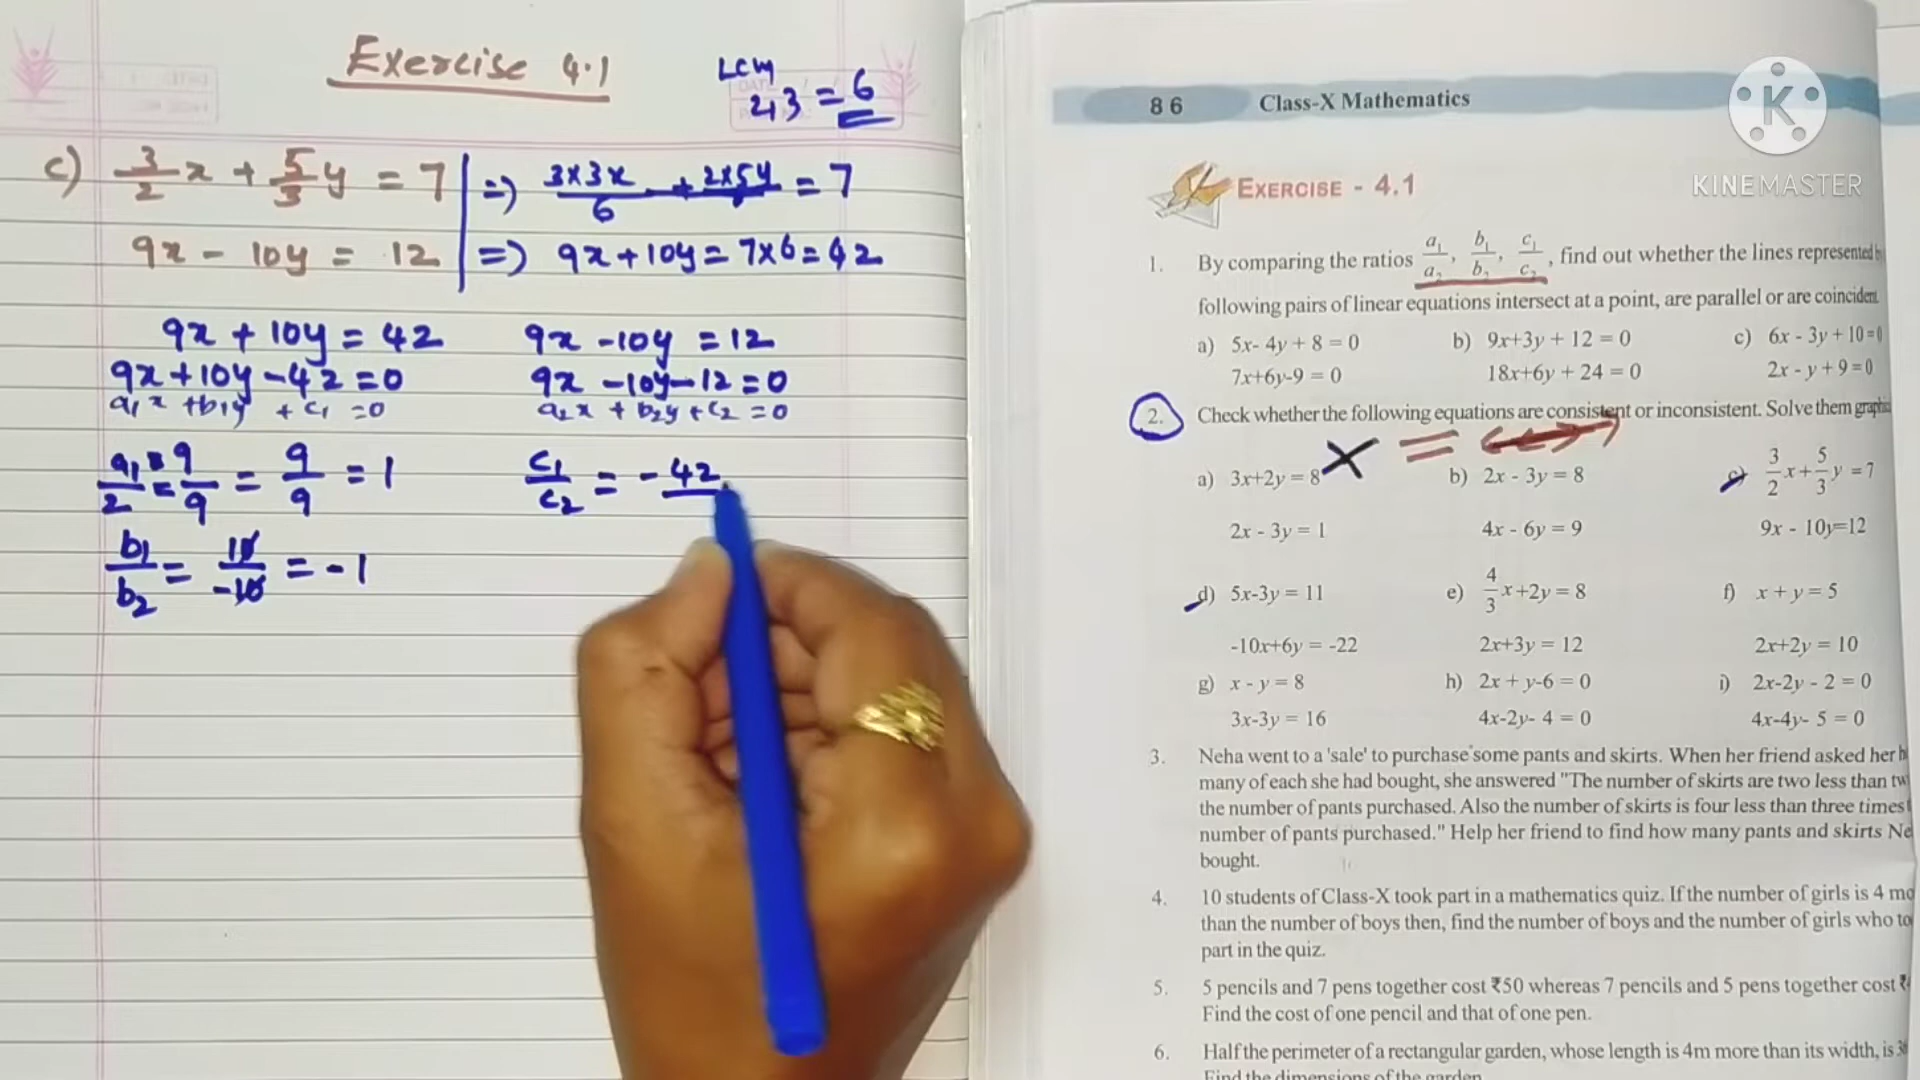 Exercise 4.1
LCM
2,3 = 6
c) 3/2 x + 5/3 y = 7 ⇒ 3×3x + 2×5y / 6 = 7
9x - 10y = 12 ⇒ 9x + 10y = 7×6 = 42
9x + 10y = 42
9x + 10y - 42 = 0
a1x + b1y + c1 = 0
9x - 10y = 12
9x - 10y - 12 = 0
a2x + b2y + c2 = 0
a1/2 = 9/9 = 9/9 = 1
b1/b2 = 10/-10 = -1
c1/c2 = -42
86 Class-X Mathematics
K
KINEMASTER
EXERCISE - 4.1
1. By comparing the ratios a1/a2, b1/b2, c1/c2, find out whether the lines represented
following pairs of linear equations intersect at a point, are parallel or are coincident
a) 5x- 4y + 8 = 0 b) 9x+3y + 12 = 0 c) 6x - 3y + 10 = 0
7x+6y-9 = 0 18x+6y + 24 = 0 2x - y + 9 = 0
2. Check whether the following equations are consistent or inconsistent. Solve them
a) 3x+2y = 8 b) 2x - 3y = 8 c) 3/2 x + 5/3 y = 7
2x - 3y = 1 4x - 6y = 9 9x - 10y=12
d) 5x-3y = 11 e) 4/3 x+2y = 8 f) x + y = 5
-10x+6y = -22 2x+3y = 12 2x+2y = 10
g) x - y = 8 h) 2x + y-6 = 0 i) 2x-2y - 2 = 0
3x-3y = 16 4x-2y- 4 = 0 4x-4y- 5 = 0
3. Neha went to a 'sale' to purchase some pants and skirts. When her friend asked her
many of each she had bought, she answered "The number of skirts are two less than
the number of pants purchased. Also the number of skirts is four less than three times
number of pants purchased." Help her friend to find how many pants and skirts
bought.
4. 10 students of Class-X took part in a mathematics quiz. If the number of girls is 4
than the number of boys then, find the number of boys and the number of girls who
part in the quiz.
5. 5 pencils and 7 pens together cost ₹50 whereas 7 pencils and 5 pens together cost
Find the cost of one pencil and that of one pen.
6. Half the perimeter of a rectangular garden, whose length is 4m more than its width, is
Find the dimensions of the garden.